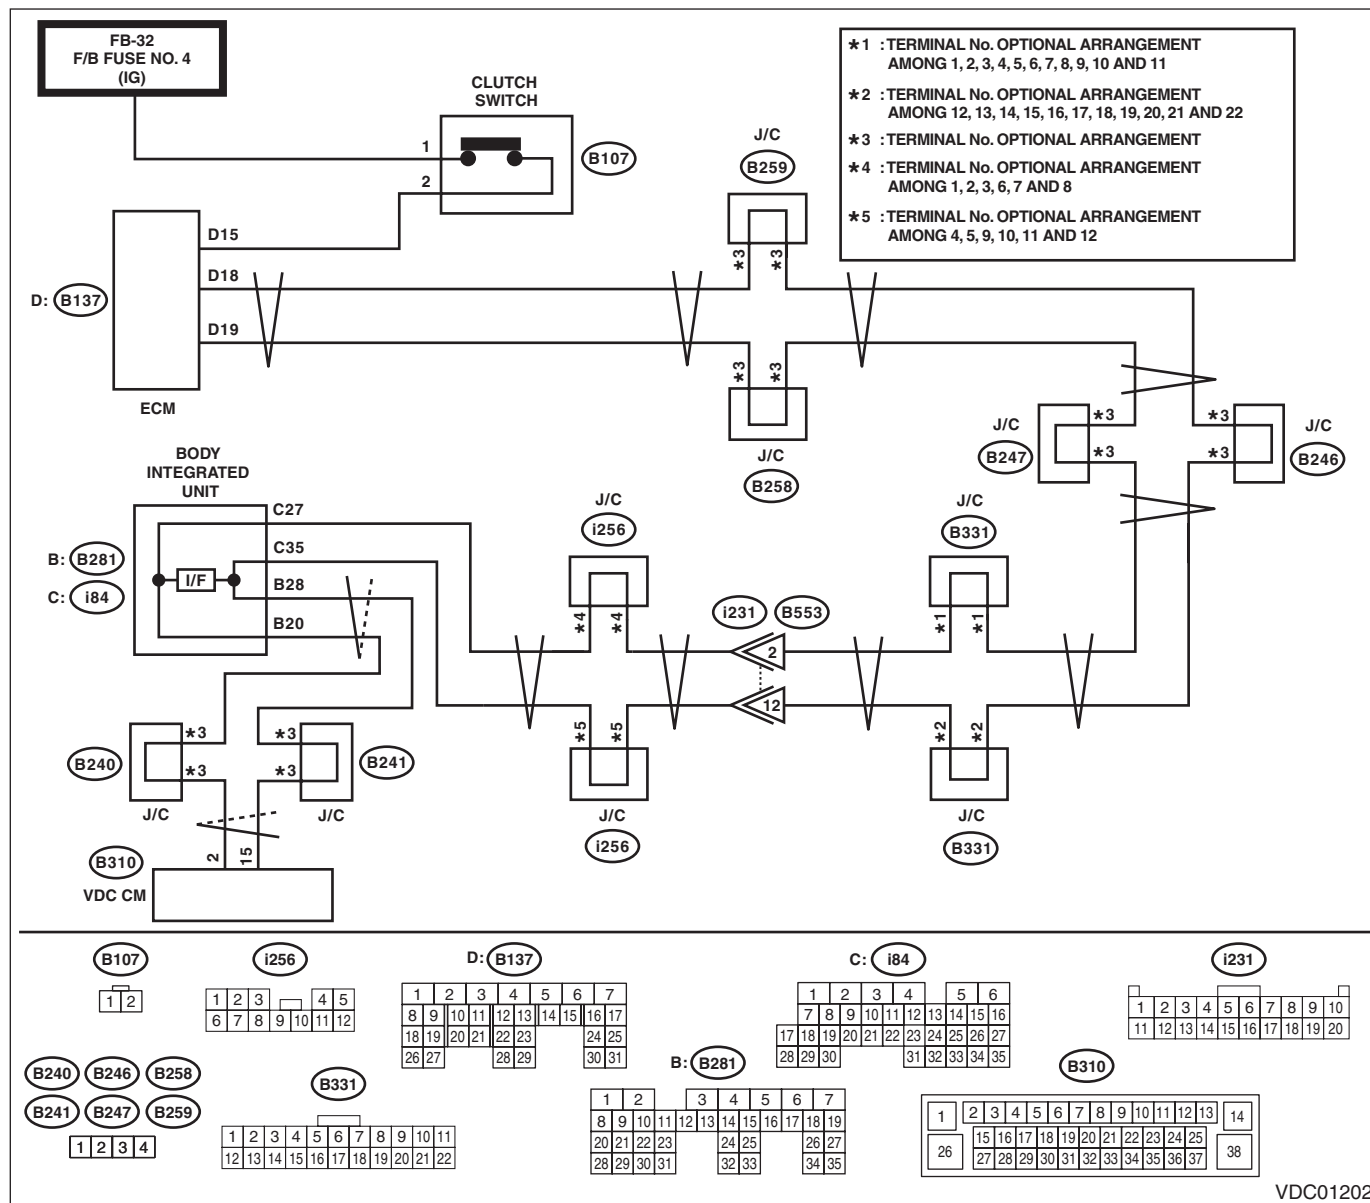 FB-32
F/B FUSE NO. 4
(IG)
CLUTCH
SWITCH
1
2
B107
J/C
B259
*1 : TERMINAL No. OPTIONAL ARRANGEMENT
AMONG 1, 2, 3, 4, 5, 6, 7, 8, 9, 10 AND 11
*2 : TERMINAL No. OPTIONAL ARRANGEMENT
AMONG 12, 13, 14, 15, 16, 17, 18, 19, 20, 21 AND 22
*3 : TERMINAL No. OPTIONAL ARRANGEMENT
*4 : TERMINAL No. OPTIONAL ARRANGEMENT
AMONG 1, 2, 3, 6, 7 AND 8
*5 : TERMINAL No. OPTIONAL ARRANGEMENT
AMONG 4, 5, 9, 10, 11 AND 12
D15
D18
D19
D: B137
ECM
*3 *3
*3 *3
J/C
B258
J/C
B247
*3
*3
*3
*3
J/C
B246
BODY
INTEGRATED
UNIT
B: B281
C: i84
I/F
C27
C35
B28
B20
J/C
i256
*4 *4
i231 B553
2
12
J/C
B331
*1 *1
*5 *5
J/C
i256
*2 *2
J/C
B331
B240
*3
*3
J/C
*3
*3
B241
J/C
B310
2 15
VDC CM
B107
1 2
i256
1 2 3 4 5
6 7 8 9 10 11 12
D: B137
1 2 3 4 5 6 7
8 9 10 11 12 13 14 15 16 17
18 19 20 21 22 23 24 25
26 27 28 29 30 31
C: i84
1 2 3 4 5 6
7 8 9 10 11 12 13 14 15 16
17 18 19 20 21 22 23 24 25 26 27
28 29 30 31 32 33 34 35
i231
1 2 3 4 5 6 7 8 9 10
11 12 13 14 15 16 17 18 19 20
B240 B246 B258
B241 B247 B259
1 2 3 4
B331
1 2 3 4 5 6 7 8 9 10 11
12 13 14 15 16 17 18 19 20 21 22
B: B281
1 2 3 4 5 6 7
8 9 10 11 12 13 14 15 16 17 18 19
20 21 22 23 24 25 26 27
28 29 30 31 32 33 34 35
B310
1 2 3 4 5 6 7 8 9 10 11 12 13 14
15 16 17 18 19 20 21 22 23 24 25
26 27 28 29 30 31 32 33 34 35 36 37 38
VDC01202